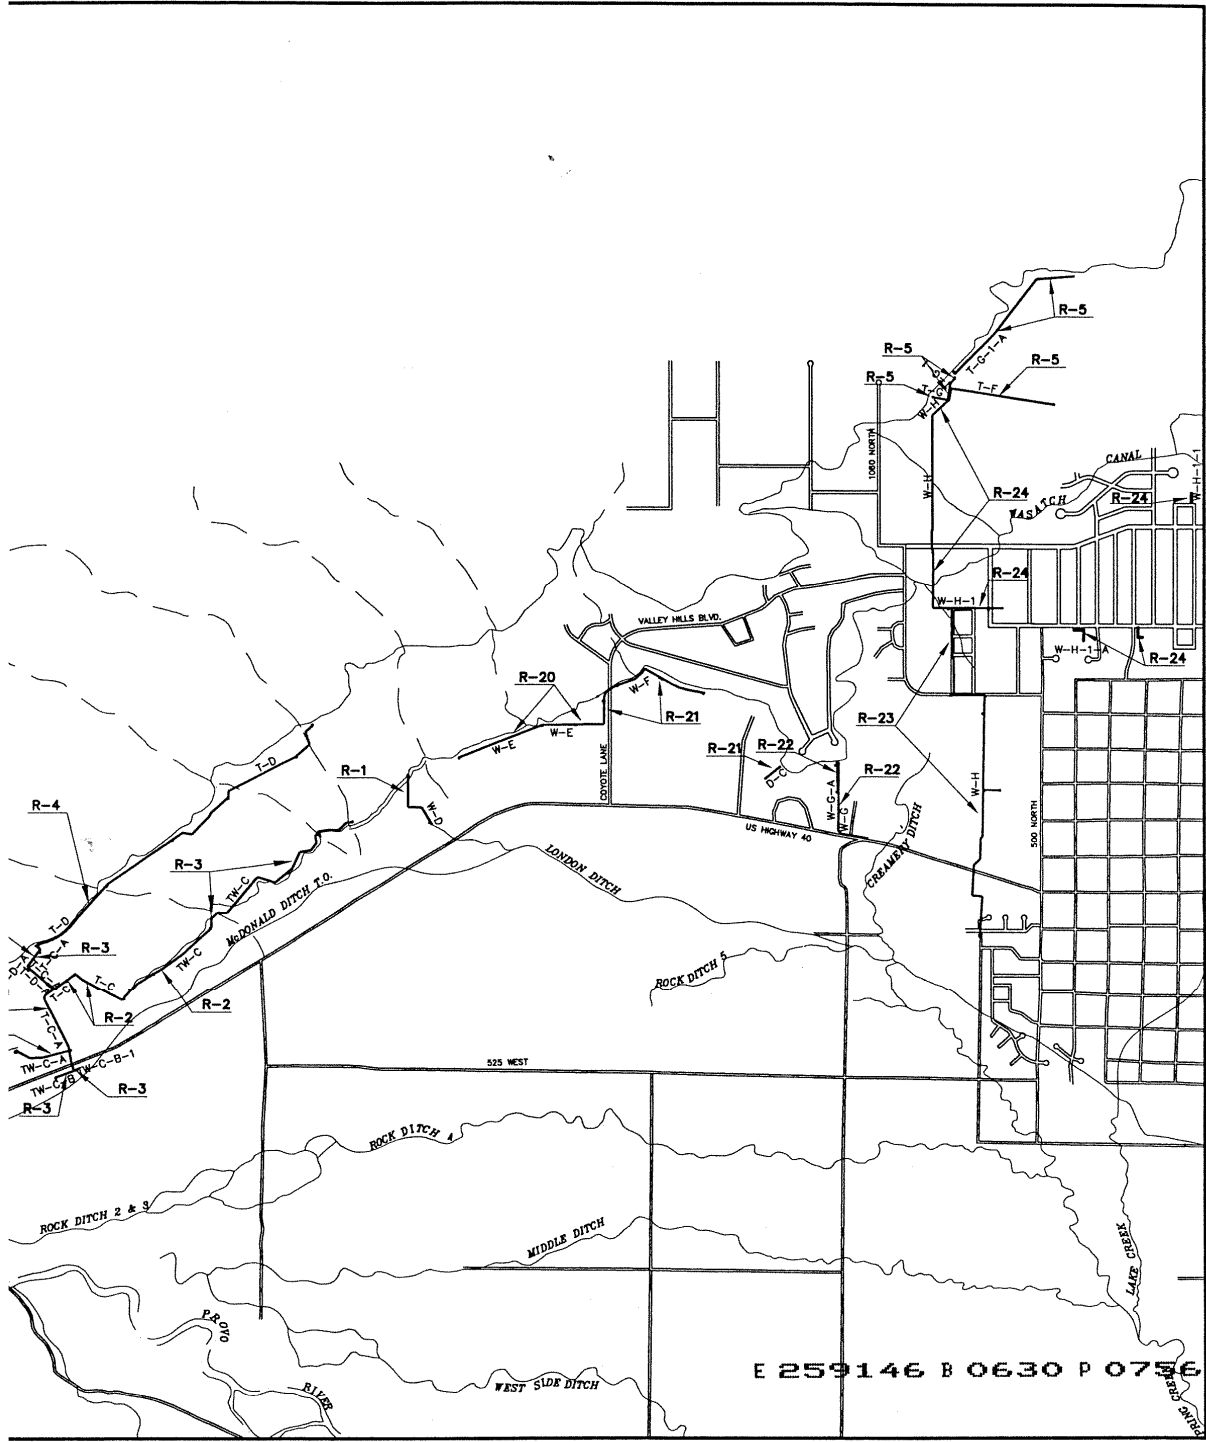 R-5
R-5
T-G-1-A
R-5
R-5
T-F
W-H
1060 NORTH
CANAL
WASATCH
W-H-1-1
R-24
R-24
W-H
R-24
W-H-1
VALLEY HILLS BLVD.
W-H-1-A
R-24
R-20
W-F
R-21
R-23
W-E
W-E
COYOTE LANE
R-21
D-C
R-22
R-22
W-G-A
W-G
W-H
500 NORTH
T-D
R-1
W-D
R-4
US HIGHWAY 40
CREAMERY DITCH
LONDON DITCH
R-3
TW-C
McDONALD DITCH T.O.
T-D
R-3
T-C-A
D-A
T-D-A
T-C
T-C
TW-C
R-2
R-2
ROCK DITCH 5
T-C-A
TW-C-A
TW-C-B-1
TW-C-B
R-3
R-3
525 WEST
ROCK DITCH 4
ROCK DITCH 2 & 3
MIDDLE DITCH
LAKE CREEK
PROVO
RIVER
WEST SIDE DITCH
E 259146 B 0630 P 0756
PRING CREEK